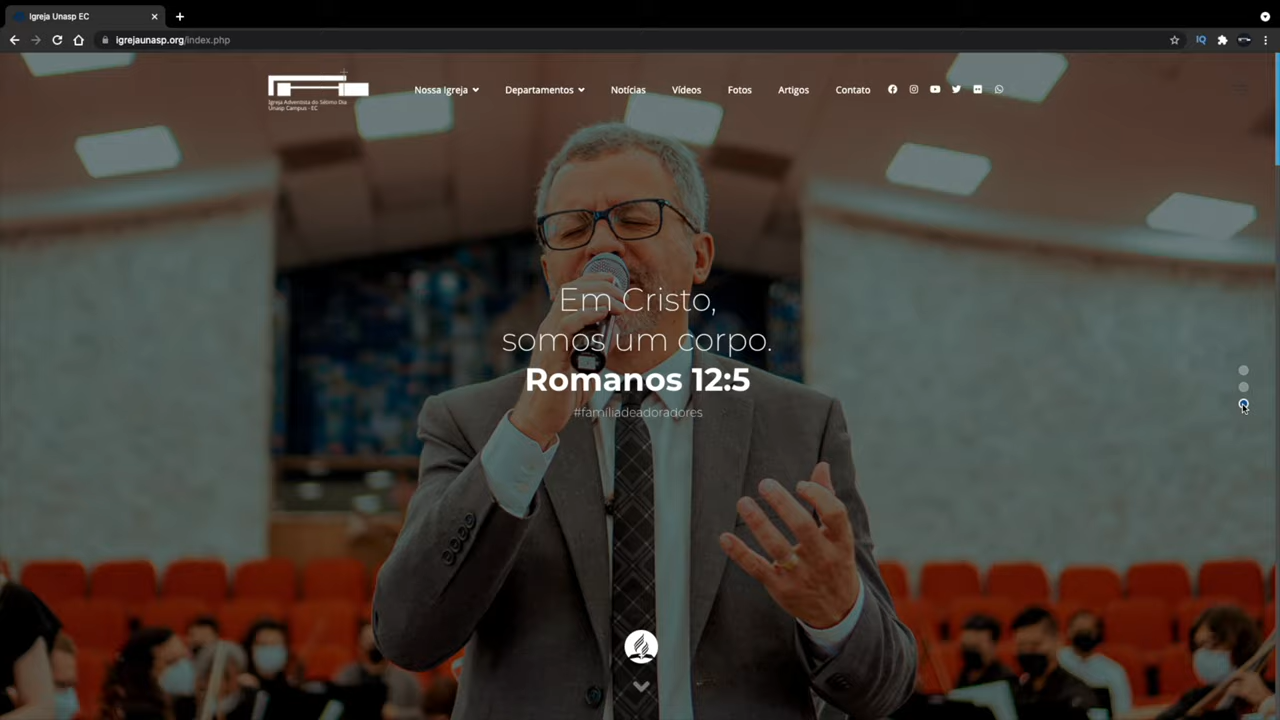 Igreja Unasp EC
igrejaunasp.org/index.php
IQ
Igreja Adventista do Sétimo Dia
Unasp Campus - EC
Nossa Igreja
Departamentos
Notícias
Vídeos
Fotos
Artigos
Contato
Em Cristo,
somos um corpo.
Romanos 12:5
#famíliadeadoradores